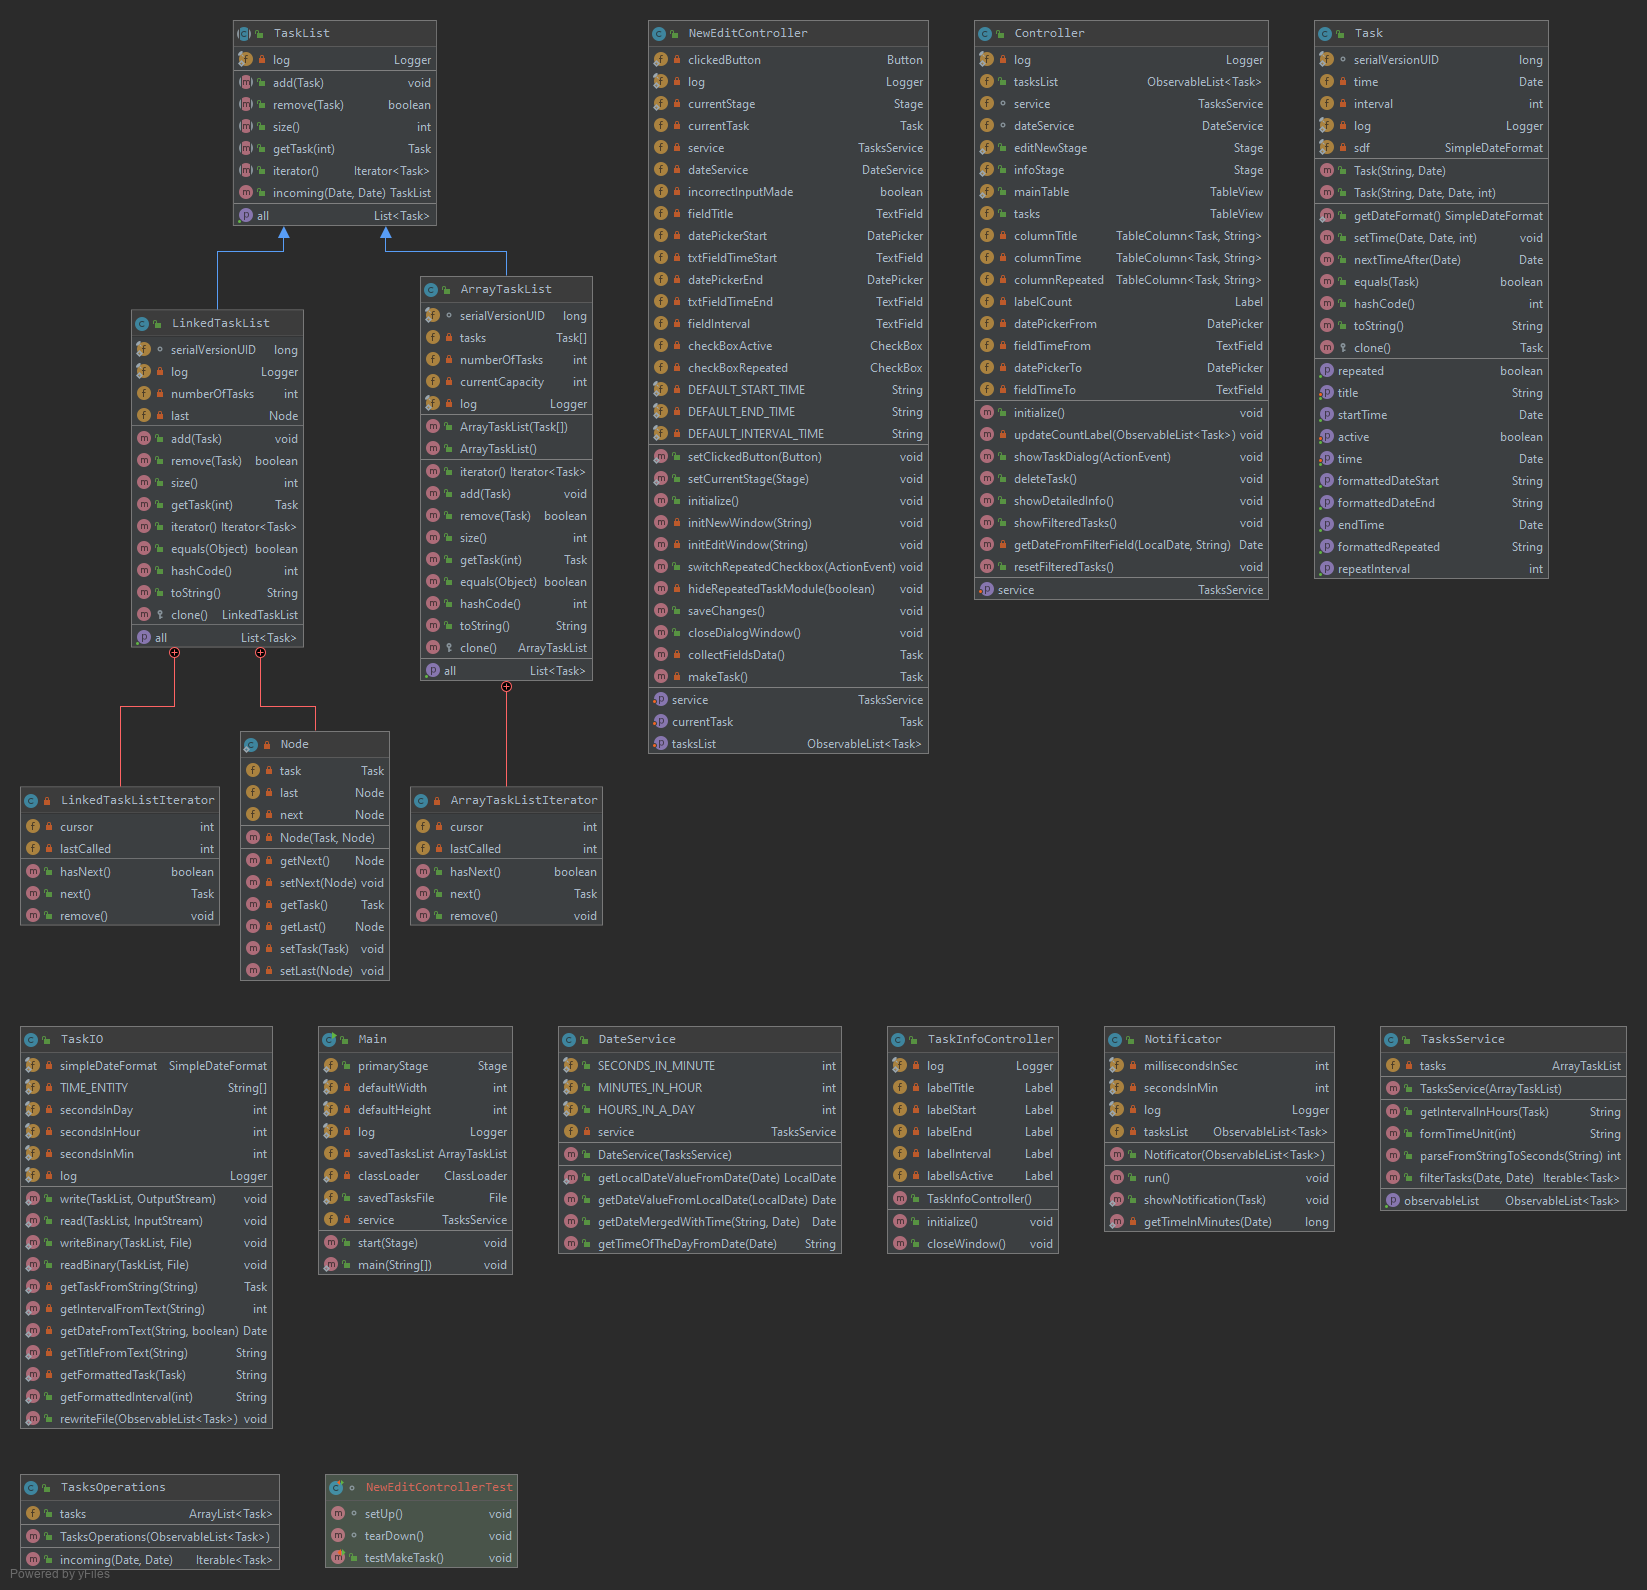 TaskList
log Logger
add(Task) void
remove(Task) boolean
size() int
getTask(int) Task
iterator() Iterator<Task>
incoming(Date, Date) TaskList
all List<Task>
LinkedTaskList
serialVersionUID long
log Logger
numberOfTasks int
last Node
add(Task) void
remove(Task) boolean
size() int
getTask(int) Task
iterator() Iterator<Task>
equals(Object) boolean
hashCode() int
toString() String
clone() LinkedTaskList
all List<Task>
ArrayTaskList
serialVersionUID long
tasks Task[]
numberOfTasks int
currentCapacity int
log Logger
ArrayTaskList(Task[])
ArrayTaskList()
iterator() Iterator<Task>
add(Task) void
remove(Task) boolean
size() int
getTask(int) Task
equals(Object) boolean
hashCode() int
toString() String
clone() ArrayTaskList
all List<Task>
LinkedTaskListIterator
cursor int
lastCalled int
hasNext() boolean
next() Task
remove() void
Node
task Task
last Node
next Node
Node(Task, Node)
getNext() Node
setNext(Node) void
getTask() Task
getLast() Node
setTask(Task) void
setLast(Node) void
ArrayTaskListIterator
cursor int
lastCalled int
hasNext() boolean
next() Task
remove() void
NewEditController
clickedButton Button
log Logger
currentStage Stage
currentTask Task
service TasksService
dateService DateService
incorrectInputMade boolean
fieldTitle TextField
datePickerStart DatePicker
txtFieldTimeStart TextField
datePickerEnd DatePicker
txtFieldTimeEnd TextField
fieldInterval TextField
checkBoxActive CheckBox
checkBoxRepeated CheckBox
DEFAULT_START_TIME String
DEFAULT_END_TIME String
DEFAULT_INTERVAL_TIME String
setClickedButton(Button) void
setCurrentStage(Stage) void
initialize() void
initNewWindow(String) void
initEditWindow(String) void
switchRepeatedCheckbox(ActionEvent) void
hideRepeatedTaskModule(boolean) void
saveChanges() void
closeDialogWindow() void
collectFieldsData() Task
makeTask() Task
service TasksService
currentTask Task
tasksList ObservableList<Task>
Controller
log Logger
tasksList ObservableList<Task>
service TasksService
dateService DateService
editNewStage Stage
infoStage Stage
mainTable TableView
tasks TableView
columnTitle TableColumn<Task, String>
columnTime TableColumn<Task, String>
columnRepeated TableColumn<Task, String>
labelCount Label
datePickerFrom DatePicker
fieldTimeFrom TextField
datePickerTo DatePicker
fieldTimeTo TextField
initialize() void
updateCountLabel(ObservableList<Task>) void
showTaskDialog(ActionEvent) void
deleteTask() void
showDetailedInfo() void
showFilteredTasks() void
getDateFromFilterField(LocalDate, String) Date
resetFilteredTasks() void
service TasksService
Task
serialVersionUID long
time Date
interval int
log Logger
sdf SimpleDateFormat
Task(String, Date)
Task(String, Date, Date, int)
getDateFormat() SimpleDateFormat
setTime(Date, Date, int) void
nextTimeAfter(Date) Date
equals(Task) boolean
hashCode() int
toString() String
clone() Task
repeated boolean
title String
startTime Date
active boolean
time Date
formattedDateStart String
formattedDateEnd String
endTime Date
formattedRepeated String
repeatInterval int
TaskIO
simpleDateFormat SimpleDateFormat
TIME_ENTITY String[]
secondsInDay int
secondsInHour int
secondsInMin int
log Logger
write(TaskList, OutputStream) void
read(TaskList, InputStream) void
writeBinary(TaskList, File) void
readBinary(TaskList, File) void
getTaskFromString(String) Task
getIntervalFromText(String) int
getDateFromText(String, boolean) Date
getTitleFromText(String) String
getFormattedTask(Task) String
getFormattedInterval(int) String
rewriteFile(ObservableList<Task>) void
Main
primaryStage Stage
defaultWidth int
defaultHeight int
log Logger
savedTasksList ArrayTaskList
classLoader ClassLoader
savedTasksFile File
service TasksService
start(Stage) void
main(String[]) void
DateService
SECONDS_IN_MINUTE int
MINUTES_IN_HOUR int
HOURS_IN_A_DAY int
service TasksService
DateService(TasksService)
getLocalDateValueFromDate(Date) LocalDate
getDateValueFromLocalDate(LocalDate) Date
getDateMergedWithTime(String, Date) Date
getTimeOfTheDayFromDate(Date) String
TaskInfoController
log Logger
labelTitle Label
labelStart Label
labelEnd Label
labelInterval Label
labelIsActive Label
TaskInfoController()
initialize() void
closeWindow() void
Notificator
millisecondsInSec int
secondsInMin int
log Logger
tasksList ObservableList<Task>
Notificator(ObservableList<Task>)
run() void
showNotification(Task) void
getTimeInMinutes(Date) long
TasksService
tasks ArrayTaskList
TasksService(ArrayTaskList)
getIntervalInHours(Task) String
formTimeUnit(int) String
parseFromStringToSeconds(String) int
filterTasks(Date, Date) Iterable<Task>
observableList ObservableList<Task>
TasksOperations
tasks ArrayList<Task>
TasksOperations(ObservableList<Task>)
incoming(Date, Date) Iterable<Task>
NewEditControllerTest
setUp() void
tearDown() void
testMakeTask() void
Powered by yFiles